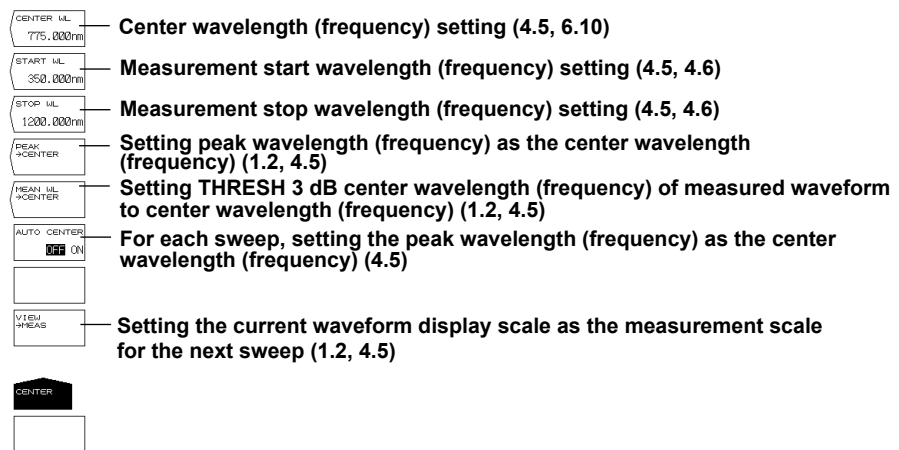 CENTER WL
775.000nm
Center wavelength (frequency) setting (4.5, 6.10)
START WL
350.000nm
Measurement start wavelength (frequency) setting (4.5, 4.6)
STOP WL
1200.000nm
Measurement stop wavelength (frequency) setting (4.5, 4.6)
PEAK
→CENTER
Setting peak wavelength (frequency) as the center wavelength
(frequency) (1.2, 4.5)
MEAN WL
→CENTER
Setting THRESH 3 dB center wavelength (frequency) of measured waveform
to center wavelength (frequency) (1.2, 4.5)
AUTO CENTER
OFF ON
For each sweep, setting the peak wavelength (frequency) as the center
wavelength (frequency) (4.5)
VIEW
→MEAS
Setting the current waveform display scale as the measurement scale
for the next sweep (1.2, 4.5)
CENTER